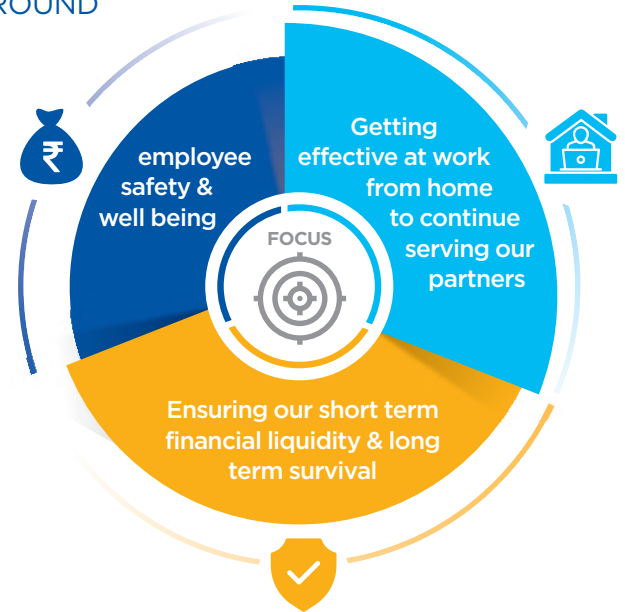 ROUND
employee
safety &
well being
Getting
effective at work
from home
to continue
serving our
partners
FOCUS
₹
Ensuring our short term
financial liquidity & long
term survival